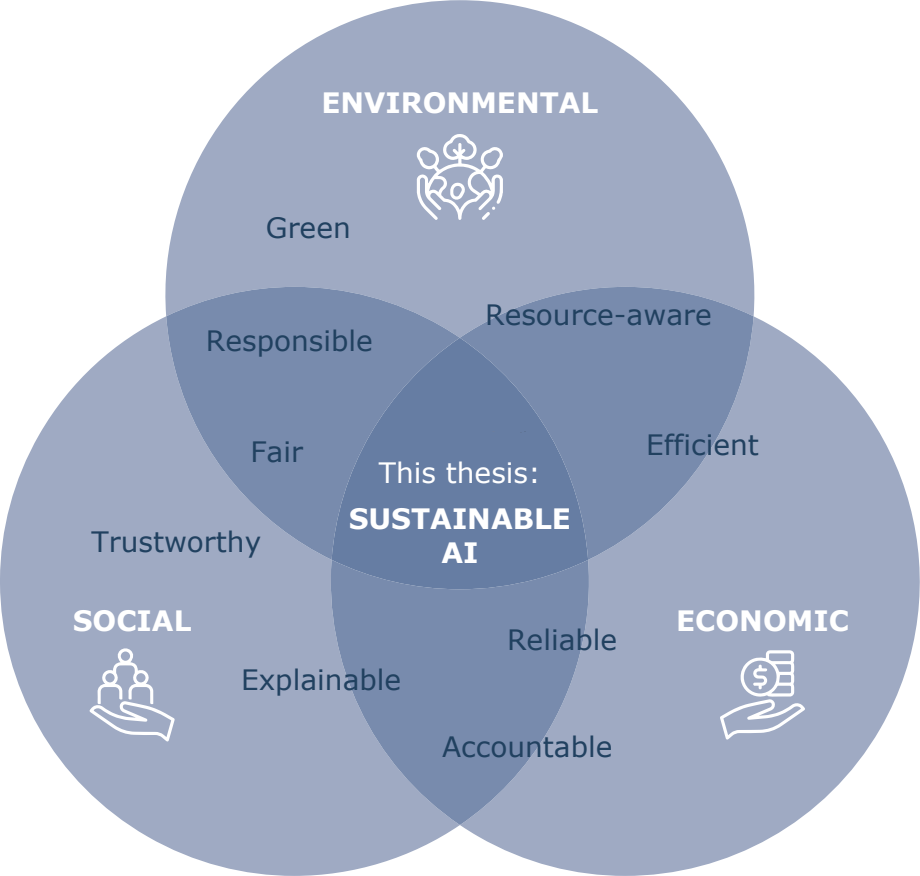 ENVIRONMENTAL
Green
Resource-aware
Responsible
Efficient
Fair
This thesis:
SUSTAINABLE
AI
Trustworthy
SOCIAL
ECONOMIC
Reliable
Explainable
$
Accountable